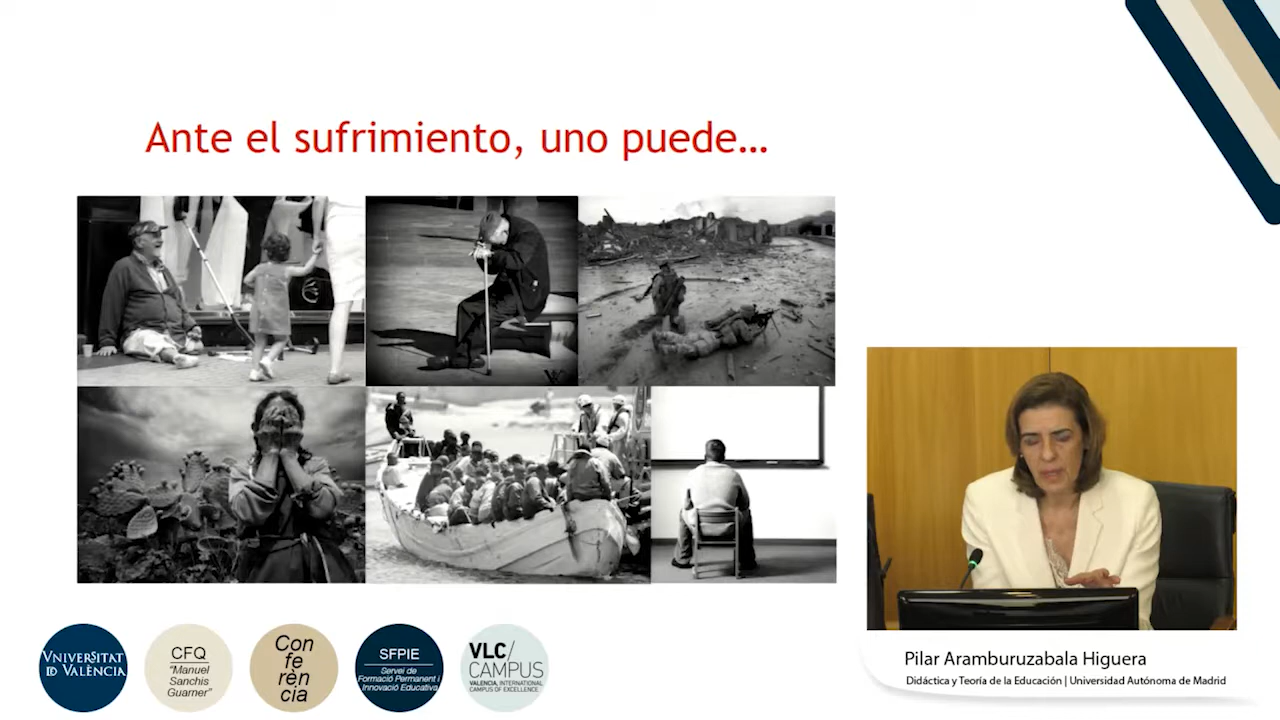 Ante el sufrimiento, uno puede...
VNIVERSITAT
ID VALÈNCIA
CFQ
"Manuel
Sanchis
Guarner"
Con
fe
rèn
cia
SFPIE
Servei de
Formació Permanent i
Innovació Educativa
VLC/
CAMPUS
VALENCIA, INTERNATIONAL
CAMPUS OF EXCELLENCE
Pilar Aramburuzabala Higuera
Didáctica y Teoría de la Educación | Universidad Autónoma de Madrid